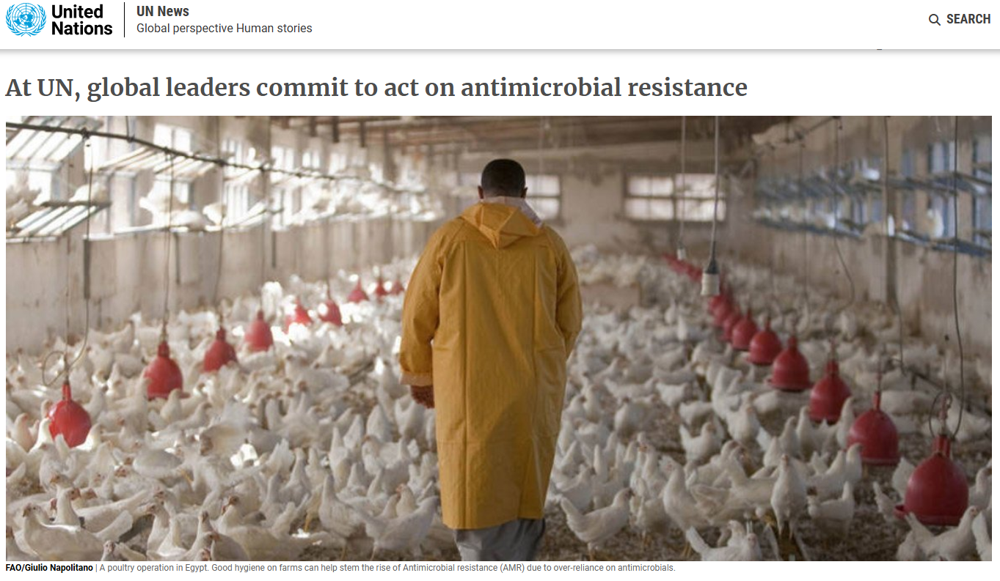 United
Nations
UN News
Global perspective Human stories
SEARCH
At UN, global leaders commit to act on antimicrobial resistance
FAO/Giulio Napolitano | A poultry operation in Egypt. Good hygiene on farms can help stem the rise of Antimicrobial resistance (AMR) due to over-reliance on antimicrobials.